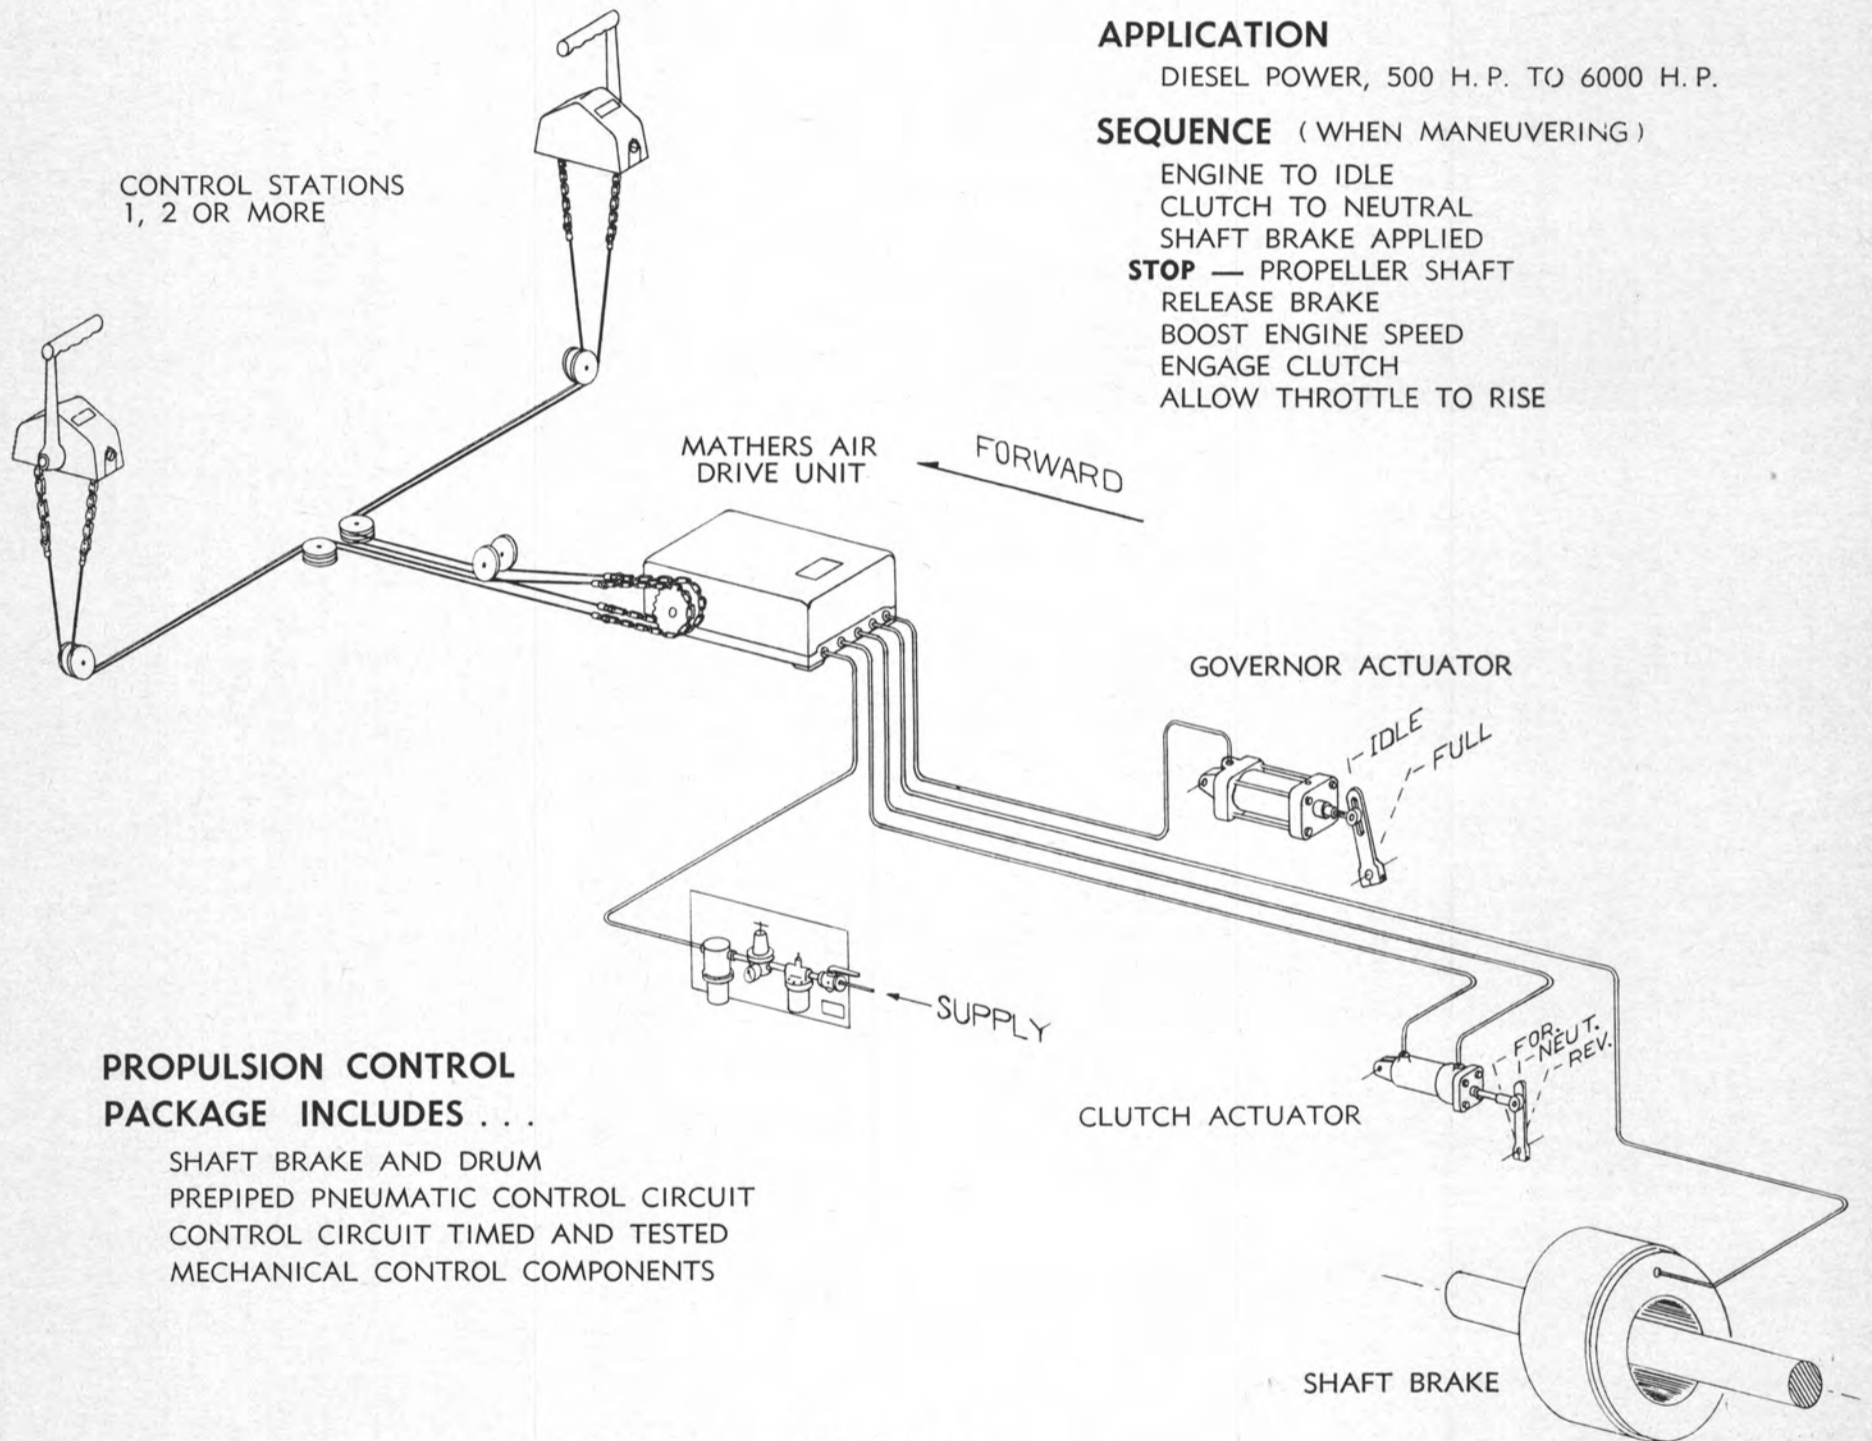 APPLICATION
DIESEL POWER, 500 H.P. TO 6000 H.P.
SEQUENCE (WHEN MANEUVERING)
ENGINE TO IDLE
CLUTCH TO NEUTRAL
SHAFT BRAKE APPLIED
STOP — PROPELLER SHAFT
RELEASE BRAKE
BOOST ENGINE SPEED
ENGAGE CLUTCH
ALLOW THROTTLE TO RISE
CONTROL STATIONS
1, 2 OR MORE
MATHERS AIR
DRIVE UNIT
FORWARD
GOVERNOR ACTUATOR
IDLE
FULL
SUPPLY
FOR.
NEUT.
REV.
CLUTCH ACTUATOR
SHAFT BRAKE
PROPULSION CONTROL
PACKAGE INCLUDES...
SHAFT BRAKE AND DRUM
PREPIPED PNEUMATIC CONTROL CIRCUIT
CONTROL CIRCUIT TIMED AND TESTED
MECHANICAL CONTROL COMPONENTS